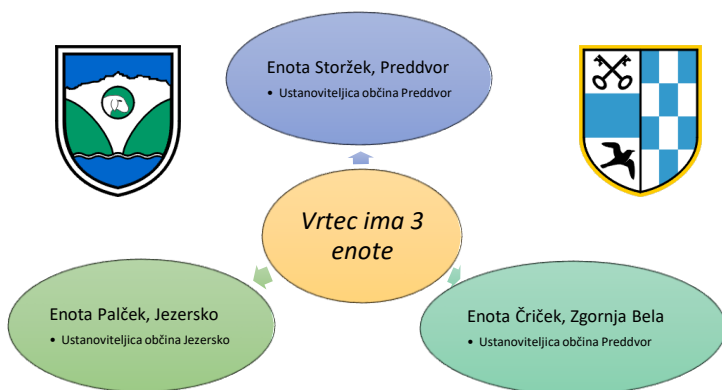 Enota Storžek, Preddvor
• Ustanoviteljica občina Preddvor
Vrtec ima 3
enote
Enota Palček, Jezersko
• Ustanoviteljica občina Jezersko
Enota Čriček, Zgornja Bela
• Ustanoviteljica občina Preddvor